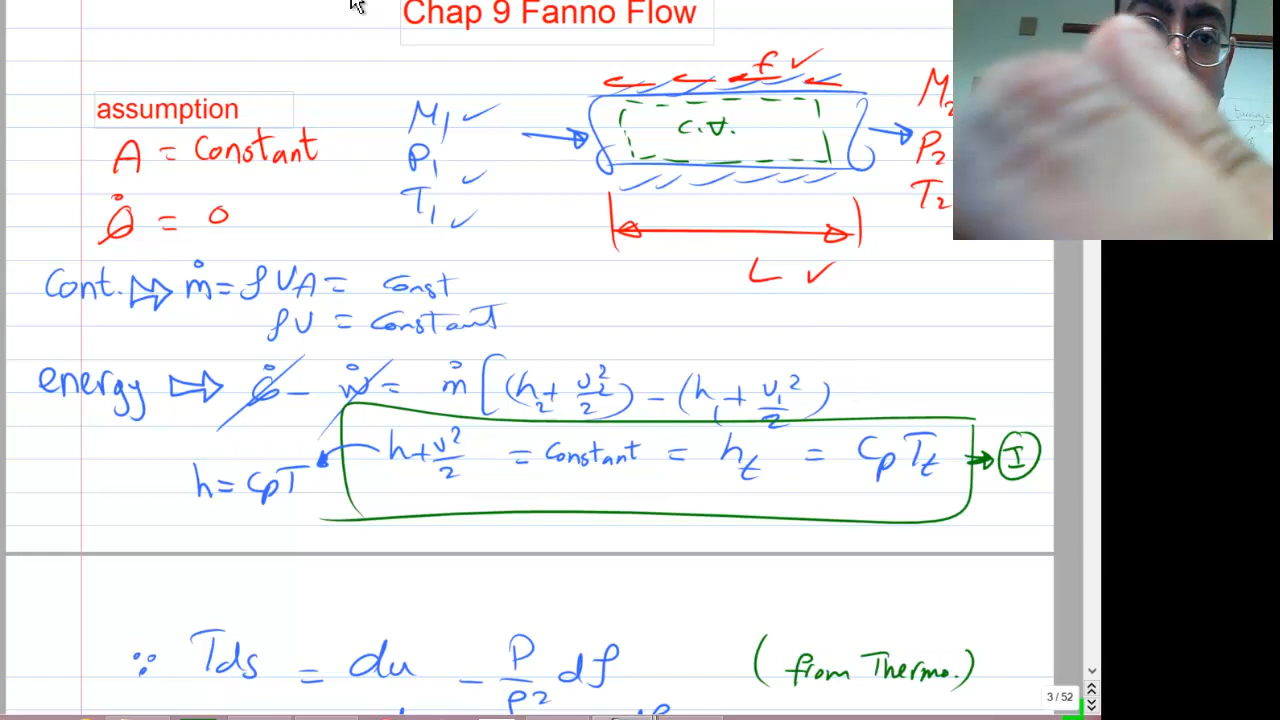 Chap 9 Fanno Flow
f ✓
assumption
A = Constant
M₁ ✓
P₁ ✓
T₁ ✓
C.V.
M₂
P₂
T₂
Q̇ = 0
L ✓
Cont. ⇒ ṁ = ρVA = const
ρV = Constant
energy ⇒ Q̇ - Ẇ = ṁ [(h₂ + V₂²/2) - (h₁ + V₁²/2)
h + V²/2 = constant = hₜ = CpTₜ → Ⓘ
h = CpT
∵ Tds = du - P/ρ² dρ (from Thermo.)
3 / 52